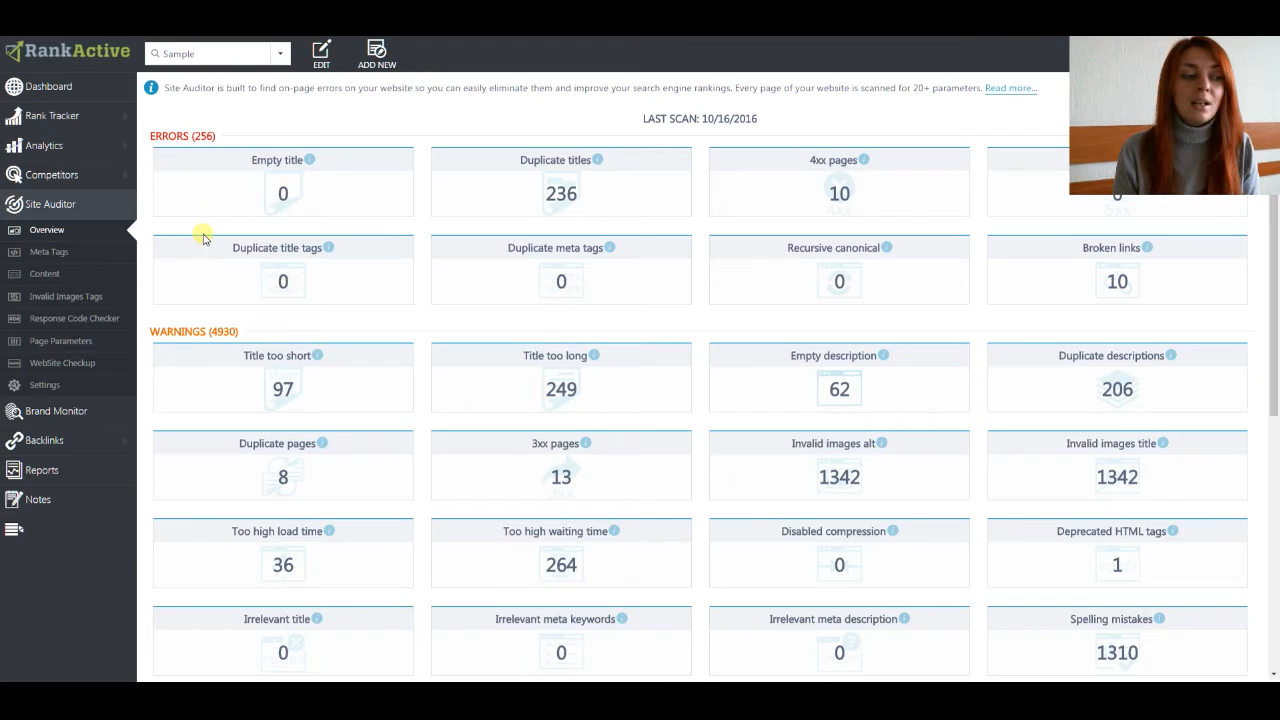 RankActive
Sample
EDIT
ADD NEW
Dashboard
Rank Tracker
Analytics
Competitors
Site Auditor
Overview
Meta Tags
Content
Invalid Images Tags
Response Code Checker
Page Parameters
WebSite Checkup
Settings
Brand Monitor
Backlinks
Reports
Notes
Site Auditor is built to find on-page errors on your website so you can easily eliminate them and improve your search engine rankings. Every page of your website is scanned for 20+ parameters. Read more...
LAST SCAN: 10/16/2016
ERRORS (256)
Empty title
0
Duplicate titles
236
4xx pages
10
0
Duplicate title tags
0
Duplicate meta tags
0
Recursive canonical
0
Broken links
10
WARNINGS (4930)
Title too short
97
Title too long
249
Empty description
62
Duplicate descriptions
206
Duplicate pages
8
3xx pages
13
Invalid images alt
1342
Invalid images title
1342
Too high load time
36
Too high waiting time
264
Disabled compression
0
Deprecated HTML tags
1
Irrelevant title
0
Irrelevant meta keywords
0
Irrelevant meta description
0
Spelling mistakes
1310